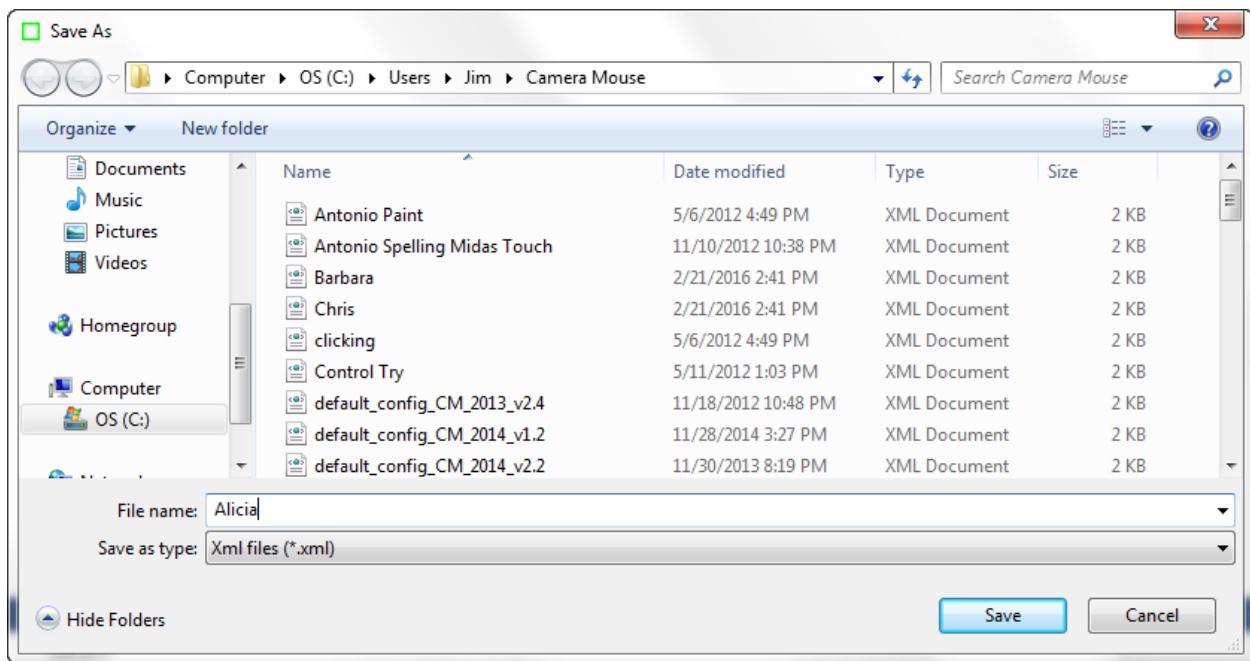 Save As
Computer OS (C:) Users Jim Camera Mouse Search Camera Mouse
Organize New folder
Documents
Music
Pictures
Videos
Homegroup
Computer
OS (C:)
Name Date modified Type Size
Antonio Paint 5/6/2012 4:49 PM XML Document 2 KB
Antonio Spelling Midas Touch 11/10/2012 10:38 PM XML Document 2 KB
Barbara 2/21/2016 2:41 PM XML Document 2 KB
Chris 2/21/2016 2:41 PM XML Document 2 KB
clicking 5/6/2012 4:49 PM XML Document 2 KB
Control Try 5/11/2012 1:03 PM XML Document 2 KB
default_config_CM_2013_v2.4 11/18/2012 10:48 PM XML Document 2 KB
default_config_CM_2014_v1.2 11/28/2014 3:27 PM XML Document 2 KB
default_config_CM_2014_v2.2 11/30/2013 8:19 PM XML Document 2 KB
File name: Alicia
Save as type: Xml files (*.xml)
Hide Folders Save Cancel